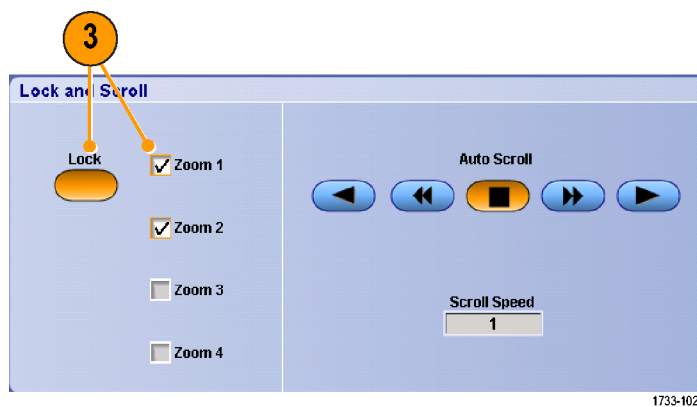 3
Lock and Scroll
Lock
Zoom 1
Zoom 2
Zoom 3
Zoom 4
Auto Scroll
Scroll Speed
1
1733-102